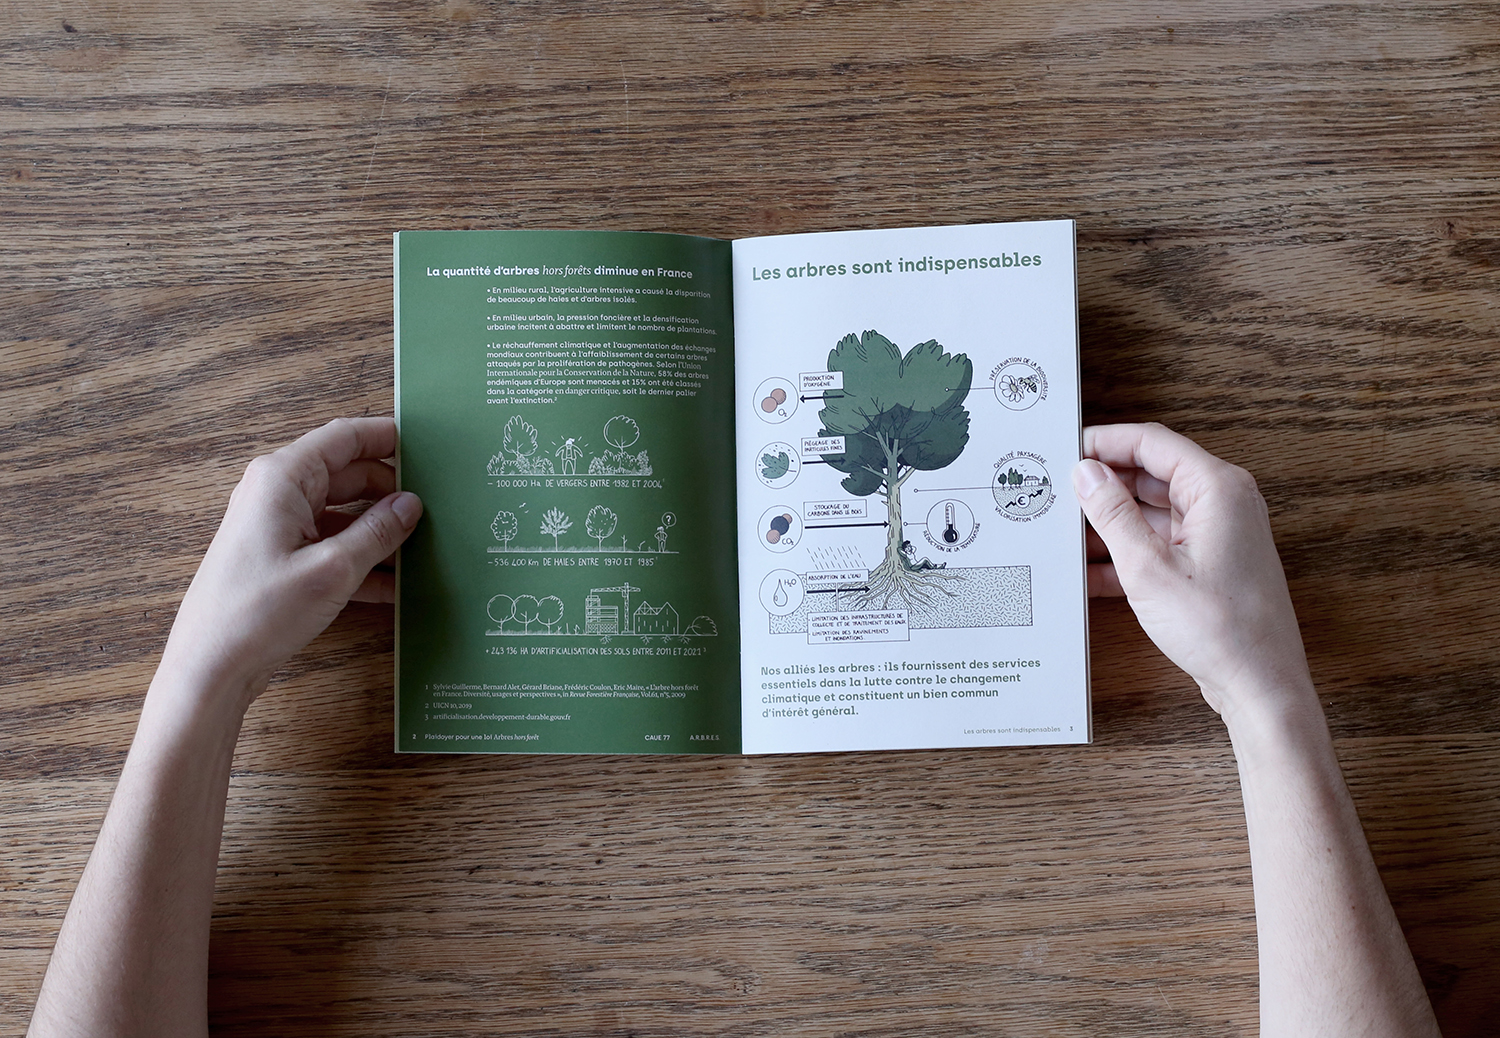 La quantité d'arbres hors forêts diminue en France
• En milieu rural, l'agriculture intensive a causé la disparition
de beaucoup de haies et d'arbres isolés.
• En milieu urbain, la pression foncière et la densification
urbaine incitent à abattre et limitent le nombre de plantations.
• Le réchauffement climatique et l'augmentation des échanges
mondiaux contribuent à l'affaiblissement de certains arbres
attaqués par la prolifération de pathogènes. Selon l'Union
Internationale pour la Conservation de la Nature, 58% des arbres
endémiques d'Europe sont menacés et 15% ont été classés
dans la catégorie en danger critique, soit le dernier palier
avant l'extinction.²
- 100 000 Ha DE VERGERS ENTRE 1982 ET 2004¹
?
- 536 400 Km DE HAIES ENTRE 1970 ET 1985¹
+ 243 136 HA D'ARTIFICIALISATION DES SOLS ENTRE 2011 ET 2021 ³
1 Sylvie Guillerme, Bernard Alet, Gérard Briane, Frédéric Coulon, Eric Maire, « L'arbre hors forêt
en France. Diversité, usages et perspectives », in Revue Forestière Française, Vol.61, n°5, 2009
2 UICN 10, 2019
3 artificialisation.developpement-durable.gouv.fr
2 Plaidoyer pour une loi Arbres hors forêt
CAUE 77
A.R.B.R.E.S.
Les arbres sont indispensables
PRODUCTION
D'OXYGÈNE
O₂
PRÉSERVATION DE LA BIODIVERSITÉ
PIÉGEAGE DES
PARTICULES FINES
QUALITÉ PAYSAGÈRE
€
VALORISATION IMMOBILIÈRE
STOCKAGE DU
CARBONE DANS LE BOIS
CO₂
RÉDUCTION DE LA TEMPÉRATURE
ABSORPTION DE L'EAU
H₂O
- LIMITATION DES INFRASTRUCTURES DE
COLLECTE ET DE TRAITEMENT DES EAUX
- LIMITATION DES RAVINEMENTS
ET INONDATIONS
Nos alliés les arbres : ils fournissent des services
essentiels dans la lutte contre le changement
climatique et constituent un bien commun
d'intérêt général.
Les arbres sont indispensables 3